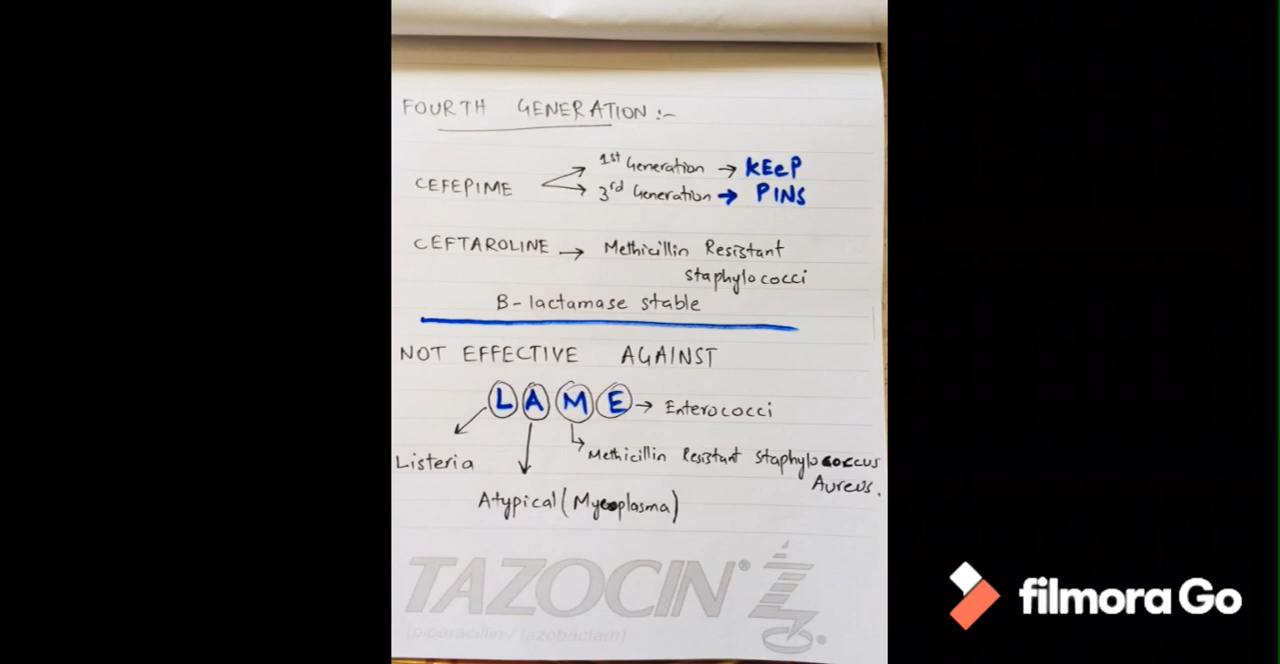 FOURTH GENERATION :-
CEFEPIME
1st Generation → KEeP
3rd Generation → PINS
CEFTAROLINE → Methicillin Resistant
Staphylococci
B-lactamase stable
NOT EFFECTIVE AGAINST
LAME → Enterococci
Listeria
Methicillin Resistant Staphylococcus
Aureus.
Atypical (Mycoplasma)
TAZOCIN®
(piperacillin / tazobactam)
filmora Go